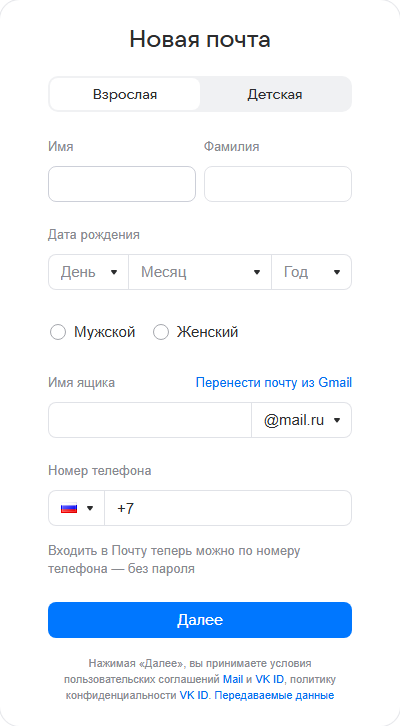 Новая почта
Взрослая Детская
Имя Фамилия
Дата рождения
День Месяц Год
Мужской Женский
Имя ящика Перенести почту из Gmail
@mail.ru
Номер телефона
+7
Входить в Почту теперь можно по номеру
телефона — без пароля
Далее
Нажимая «Далее», вы принимаете условия
пользовательских соглашений Mail и VK ID, политику
конфиденциальности VK ID. Передаваемые данные